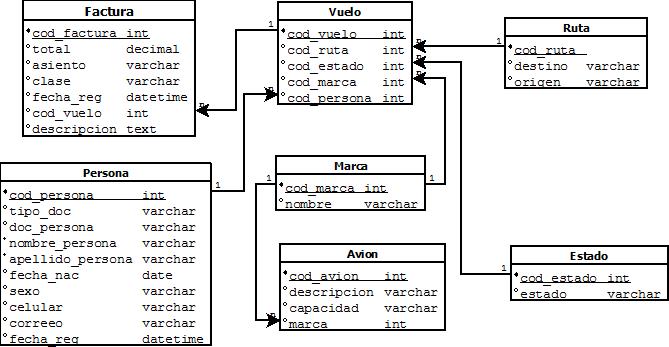 Factura
cod_factura int
total decimal
asiento varchar
clase varchar
fecha_reg datetime
cod_vuelo int
descripcion text
Vuelo
cod_vuelo int
cod_ruta int
cod_estado int
cod_marca int
cod_persona int
Ruta
cod_ruta
destino varchar
origen varchar
Persona
cod_persona int
tipo_doc varchar
doc_persona varchar
nombre_persona varchar
apellido_persona varchar
fecha_nac date
sexo varchar
celular varchar
correeo varchar
fecha_reg datetime
Marca
cod_marca int
nombre varchar
Avion
cod_avion int
descripcion varchar
capacidad varchar
marca int
Estado
cod_estado int
estado varchar
1
1
1
1
1
1